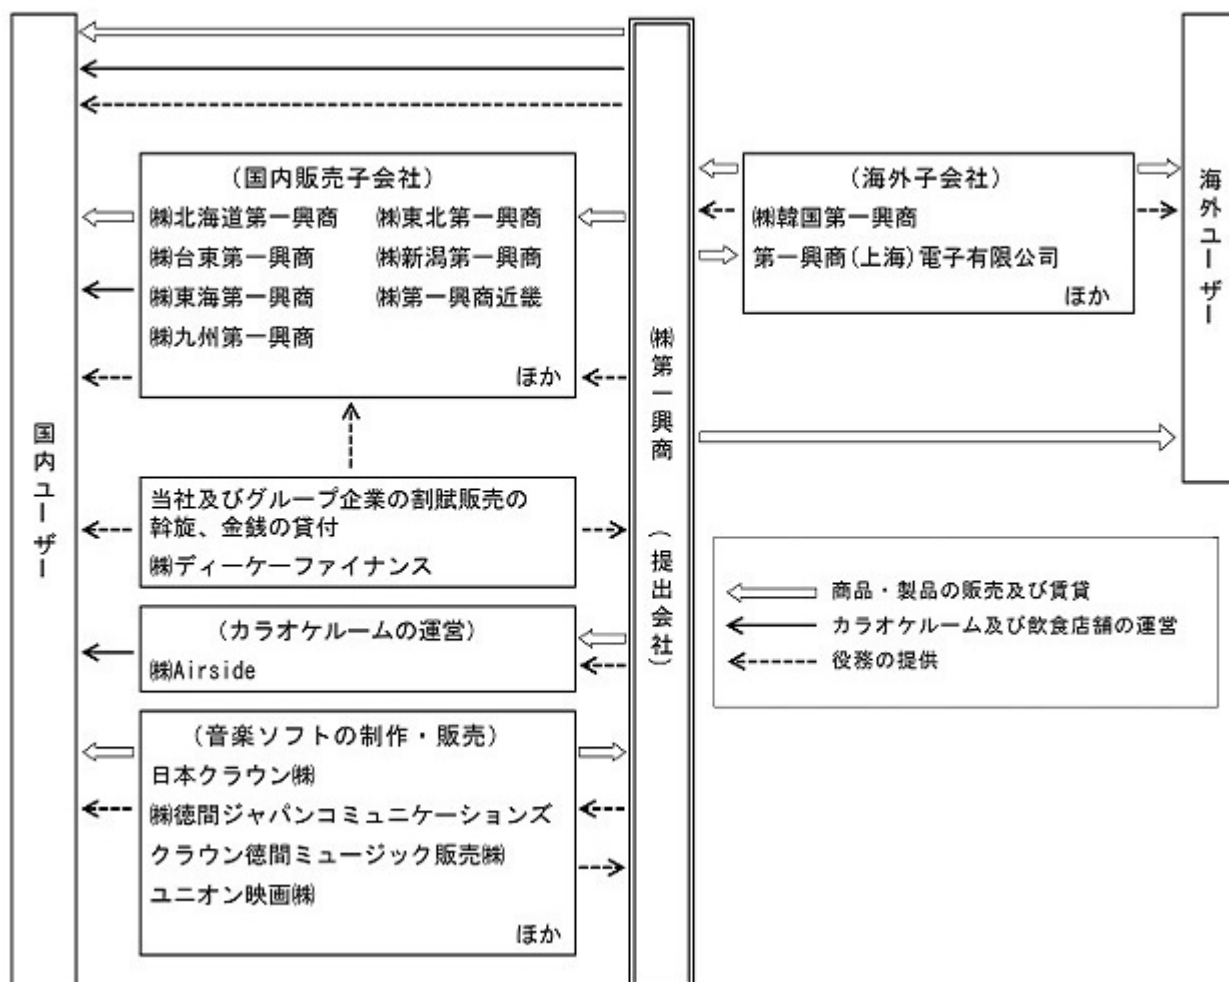 国内ユーザー
（国内販売子会社）
㈱北海道第一興商　㈱東北第一興商
㈱台東第一興商　㈱新潟第一興商
㈱東海第一興商　㈱第一興商近畿
㈱九州第一興商
ほか
当社及びグループ企業の割賦販売の
斡旋、金銭の貸付
㈱ディーケーファイナンス
（カラオケルームの運営）
㈱Airside
（音楽ソフトの制作・販売）
日本クラウン㈱
㈱徳間ジャパンコミュニケーションズ
クラウン徳間ミュージック販売㈱
ユニオン映画㈱
ほか
㈱第一興商　（提出会社）
（海外子会社）
㈱韓国第一興商
第一興商(上海)電子有限公司
ほか
海外ユーザー
商品・製品の販売及び賃貸
カラオケルーム及び飲食店舗の運営
役務の提供